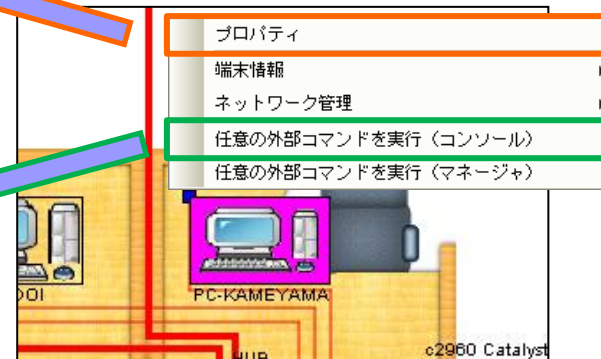 プロパティ
端末情報
ネットワーク管理
任意の外部コマンドを実行（コンソール）
任意の外部コマンドを実行（マネージャ）
OOI
PC-KAMEYAMA
HUB
c2960 Catalyst